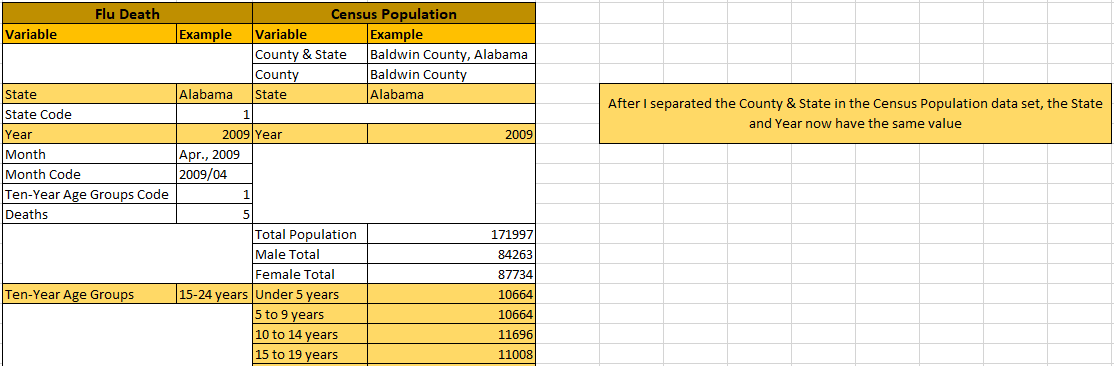 Flu Death Census Population
Variable Example Variable Example
County & State Baldwin County, Alabama
County Baldwin County
State Alabama State Alabama
After I separated the County & State in the Census Population data set, the State
and Year now have the same value
State Code 1
Year 2009 Year 2009
Month Apr., 2009
Month Code 2009/04
Ten-Year Age Groups Code 1
Deaths 5
Total Population 171997
Male Total 84263
Female Total 87734
Ten-Year Age Groups 15-24 years Under 5 years 10664
5 to 9 years 10664
10 to 14 years 11696
15 to 19 years 11008